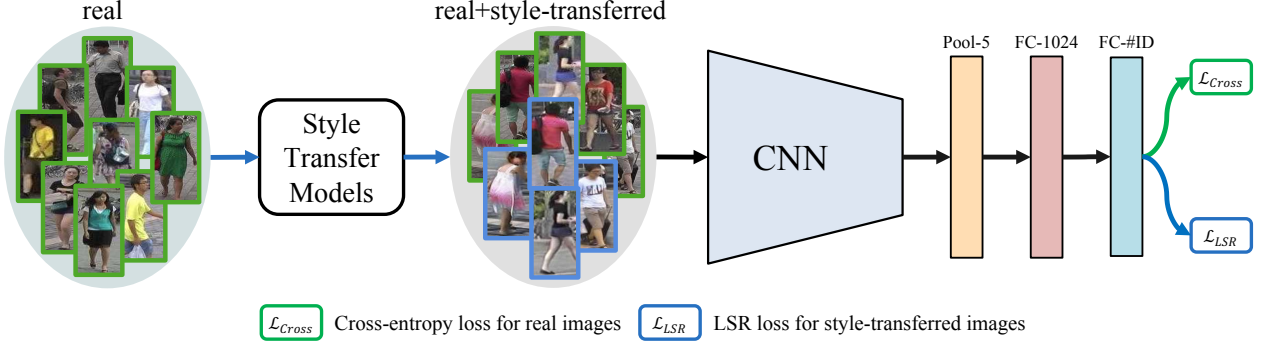 real
real+style-transferred
Style
Transfer
Models
CNN
Pool-5
FC-1024
FC-#ID
ℒ_Cross
ℒ_LSR
ℒ_Cross Cross-entropy loss for real images
ℒ_LSR LSR loss for style-transferred images